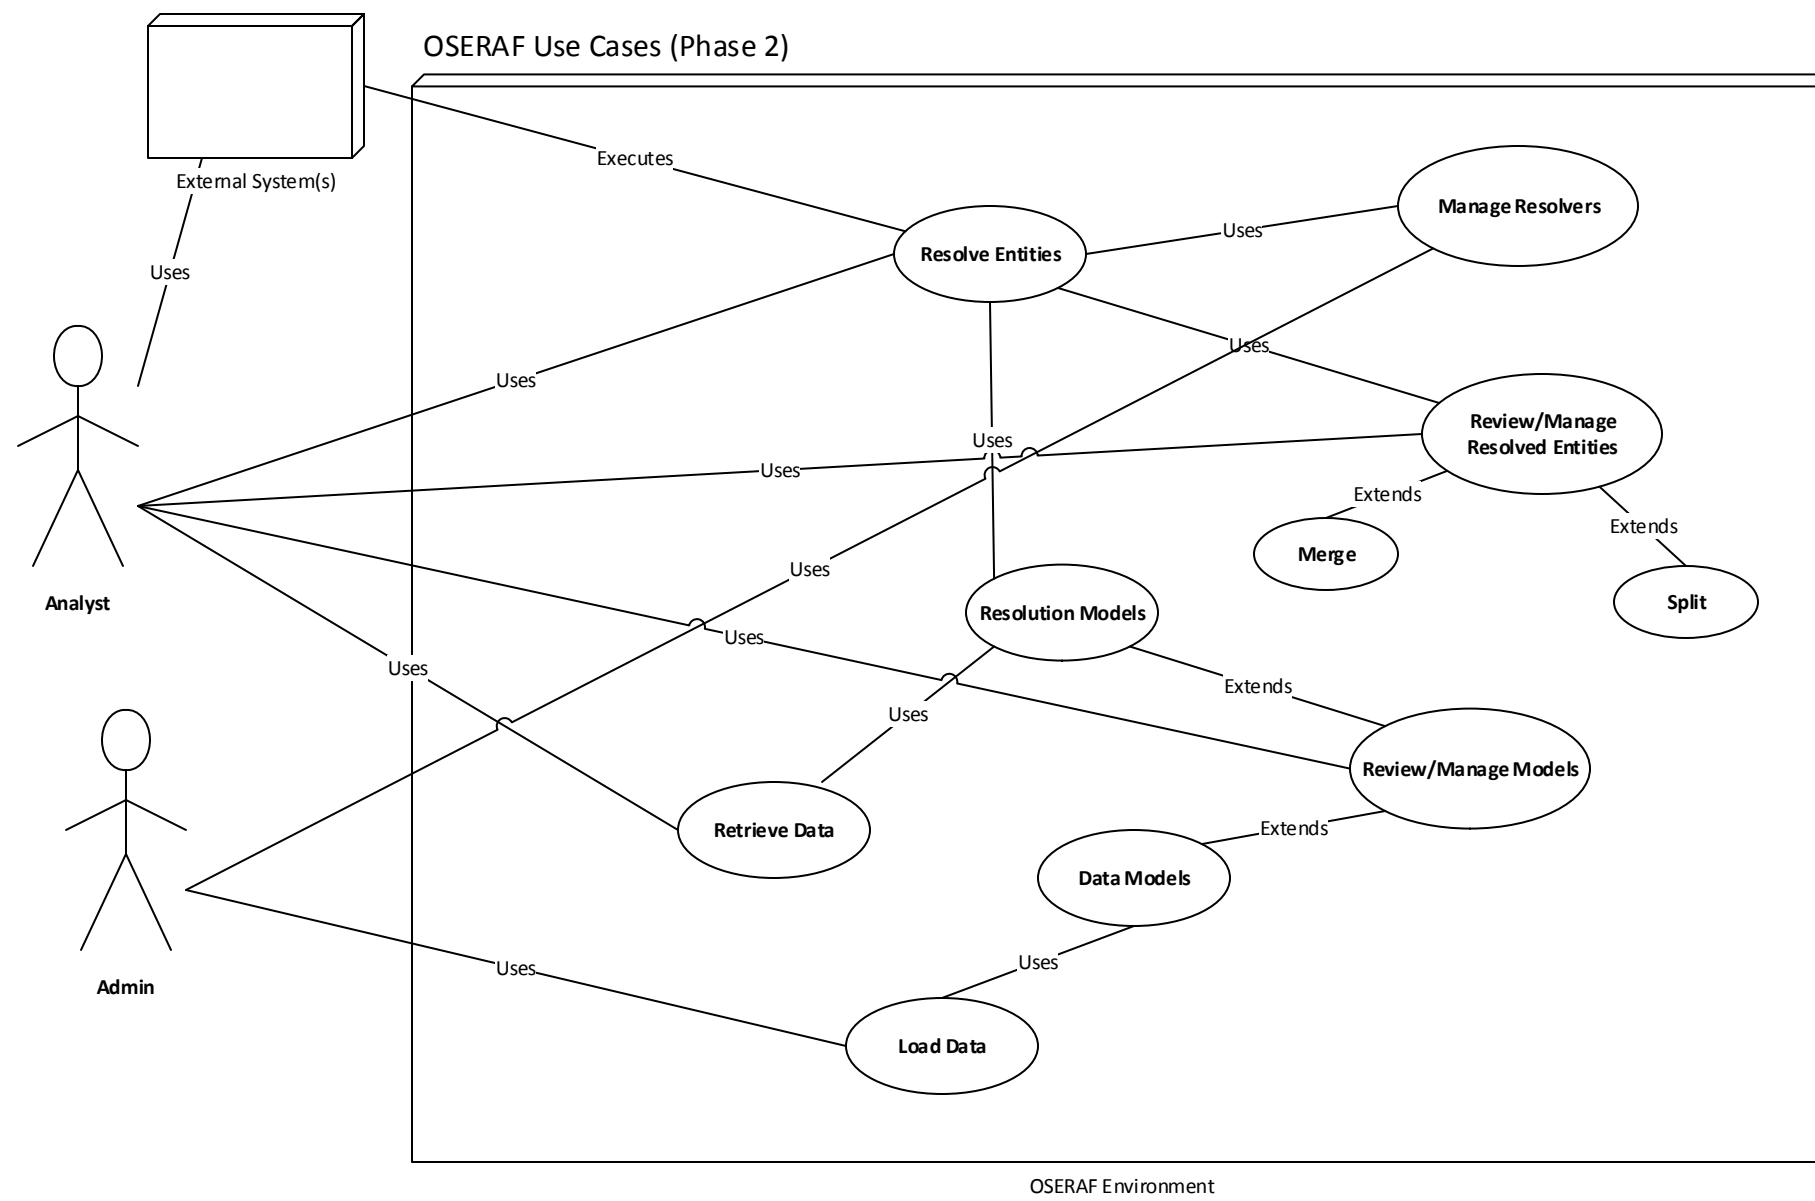 OSERAF Use Cases (Phase 2)
Executes
External System(s)
Manage Resolvers
Uses
Resolve Entities
Uses
Uses
Uses
Review/Manage
Resolved Entities
Uses
Uses
Uses
Extends
Extends
Merge
Uses
Split
Analyst
Resolution Models
Uses
Uses
Extends
Uses
Review/Manage Models
Retrieve Data
Extends
Data Models
Uses
Uses
Admin
Load Data
OSERAF Environment